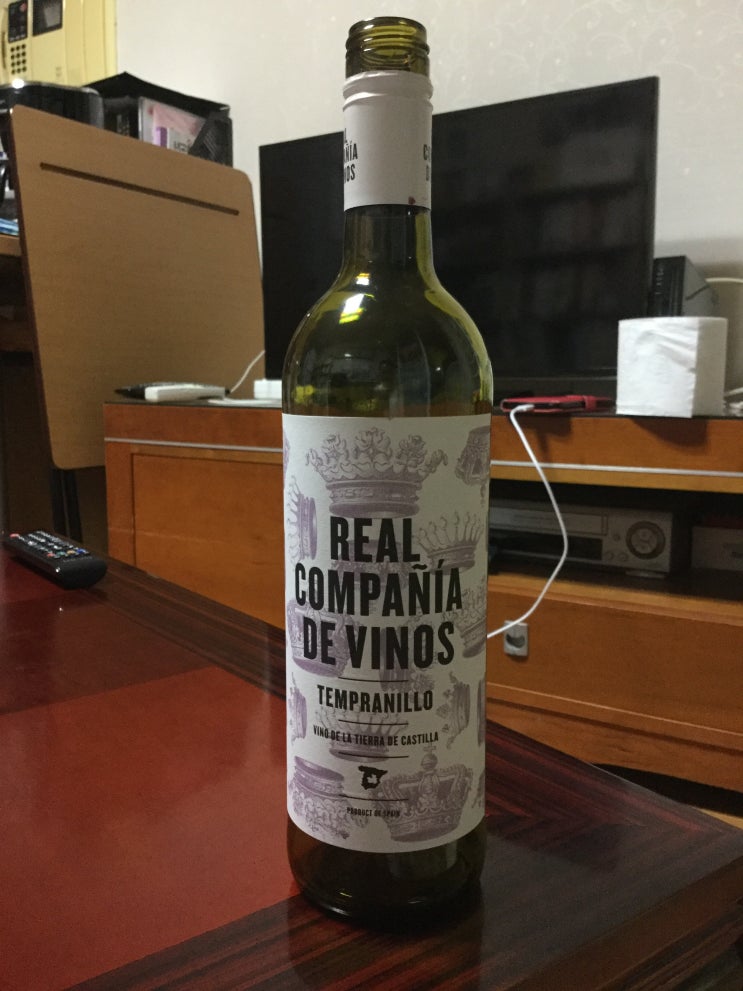 REAL
COMPAÑÍA
DE VINOS
TEMPRANILLO
VINO DE LA TIERRA DE CASTILLA
PRODUCT OF SPAIN